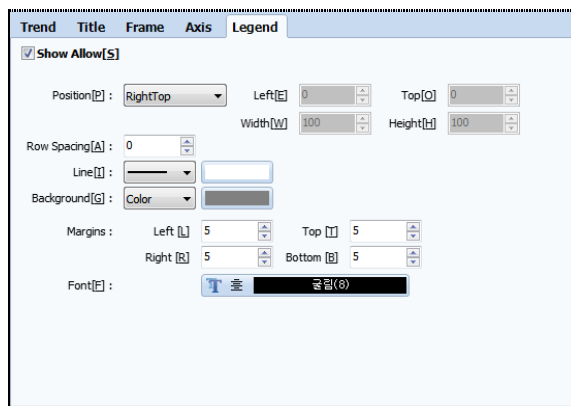 Trend Title Frame Axis Legend
Show Allow[S]
Position[P] : RightTop Left[E] 0 Top[O] 0
Width[W] 100 Height[H] 100
Row Spacing[A] : 0
Line[I] :
Background[G] : Color
Margins : Left [L] 5 Top [T] 5
Right [R] 5 Bottom [B] 5
Font[F] : 굴림(8)